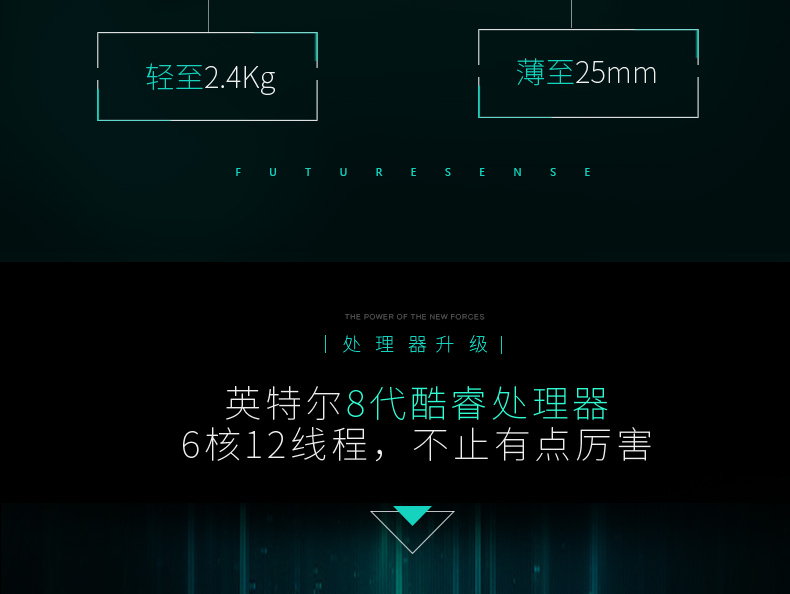 轻至2.4Kg
薄至25mm
FUTURESENSE
THE POWER OF THE NEW FORCES
处理器升级
英特尔8代酷睿处理器
6核12线程，不止有点厉害